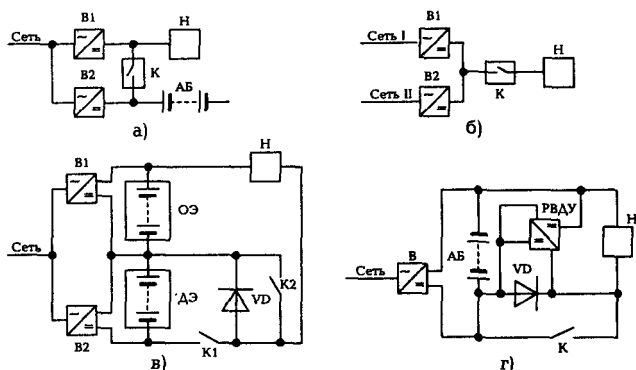 В1
Н
Сеть
К
В2
АБ
а)
В1
Сеть I
Н
В2
Сеть II
К
б)
В1
Н
ОЭ
Сеть
ДЭ
VD
К2
В2
К1
в)
РВДУ
Н
В
АБ
VD
Сеть
К
г)